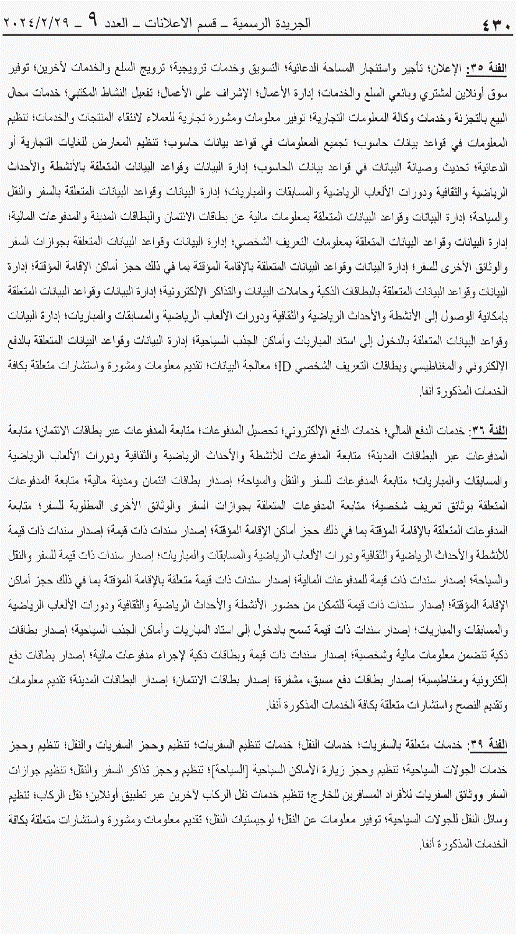 ٤٣٠ الجريدة الرسمية – قسم الاعلانات – العدد ٩ – ٢٠٢٤/٢/٢٩
الفئة ٣٥: الإعلان؛ تأجير واستئجار المساحة الدعائية؛ التسويق وخدمات ترويجية؛ ترويج السلع والخدمات لآخرين؛ توفير
سوق أونلاين لمشتري وبائعي السلع والخدمات؛ إدارة الأعمال؛ الإشراف على الأعمال؛ تفعيل النشاط المكتبي؛ خدمات محال
البيع بالتجزئة وخدمات وكالة المعلومات التجارية؛ توفير معلومات ومشورة تجارية للعملاء لانتقاء المنتجات والخدمات؛ تنظيم
المعلومات في قواعد بيانات حاسوب؛ تجميع المعلومات في قواعد بيانات حاسوب؛ تنظيم المعارض للغايات التجارية أو
الدعائية؛ تحديث وصيانة البيانات في قواعد بيانات الحاسوب؛ إدارة البيانات وقواعد البيانات المتعلقة بالأنشطة والأحداث
الرياضية والثقافية ودورات الألعاب الرياضية والمسابقات والمباريات؛ إدارة البيانات وقواعد البيانات المتعلقة بالسفر والنقل
والسياحة؛ إدارة البيانات وقواعد البيانات المتعلقة بمعلومات مالية عن بطاقات الائتمان والبطاقات المدينة والمدفوعات المالية؛
إدارة البيانات وقواعد البيانات المتعلقة بمعلومات التعريف الشخصي؛ إدارة البيانات وقواعد البيانات المتعلقة بجوازات السفر
والوثائق الأخرى للسفر؛ إدارة البيانات وقواعد البيانات المتعلقة بالإقامة المؤقتة بما في ذلك حجز أماكن الإقامة المؤقتة؛ إدارة
البيانات وقواعد البيانات المتعلقة بالبطاقات الذكية وحاملات البيانات والتذاكر الإلكترونية؛ إدارة البيانات وقواعد البيانات المتعلقة
بإمكانية الوصول إلى الأنشطة والأحداث الرياضية والثقافية ودورات الألعاب الرياضية والمسابقات والمباريات؛ إدارة البيانات
وقواعد البيانات المتعلقة بالدخول إلى استاد المباريات وأماكن الجذب السياحية؛ إدارة البيانات وقواعد البيانات المتعلقة بالدفع
الإلكتروني والمغناطيسي وبطاقات التعريف الشخصي ID؛ معالجة البيانات؛ تقديم معلومات ومشورة واستشارات متعلقة بكافة
الخدمات المذكورة آنفا.
الفئة ٣٦: خدمات الدفع المالي؛ خدمات الدفع الإلكتروني؛ تحصيل المدفوعات؛ متابعة المدفوعات عبر بطاقات الائتمان؛ متابعة
المدفوعات عبر البطاقات المدينة؛ متابعة المدفوعات للأنشطة والأحداث الرياضية والثقافية ودورات الألعاب الرياضية
والمسابقات والمباريات؛ متابعة المدفوعات للسفر والنقل والسياحة؛ إصدار بطاقات ائتمان ومدينة مالية؛ متابعة المدفوعات
المتعلقة بوثائق تعريف شخصية؛ متابعة المدفوعات المتعلقة بجوازات السفر والوثائق الأخرى المطلوبة للسفر؛ متابعة
المدفوعات المتعلقة بالإقامة المؤقتة بما في ذلك حجز أماكن الإقامة المؤقتة؛ إصدار سندات ذات قيمة؛ إصدار سندات ذات قيمة
للأنشطة والأحداث الرياضية والثقافية ودورات الألعاب الرياضية والمسابقات والمباريات؛ إصدار سندات ذات قيمة للسفر والنقل
والسياحة؛ إصدار سندات ذات قيمة للمدفوعات المالية؛ إصدار سندات ذات قيمة متعلقة بالإقامة المؤقتة بما في ذلك حجز أماكن
الإقامة المؤقتة؛ إصدار سندات ذات قيمة للتمكن من حضور الأنشطة والأحداث الرياضية والثقافية ودورات الألعاب الرياضية
والمسابقات والمباريات؛ إصدار سندات ذات قيمة تسمح بالدخول إلى استاد المباريات وأماكن الجذب السياحية؛ إصدار بطاقات
ذكية تتضمن معلومات مالية وشخصية؛ إصدار سندات ذات قيمة وبطاقات ذكية لإجراء مدفوعات مالية؛ إصدار بطاقات دفع
إلكترونية ومغناطيسية؛ إصدار بطاقات دفع مسبق، مشفرة؛ إصدار بطاقات الائتمان؛ إصدار البطاقات المدينة؛ تقديم معلومات
وتقديم النصح واستشارات متعلقة بكافة الخدمات المذكورة آنفا.
الفئة ٣٩: خدمات متعلقة بالسفريات؛ خدمات النقل؛ خدمات تنظيم السفريات؛ تنظيم وحجز السفريات والنقل؛ تنظيم وحجز
خدمات الجولات السياحية؛ تنظيم وحجز زيارة الأماكن السياحية [السياحة]؛ تنظيم وحجز تذاكر السفر والنقل؛ تنظيم جوازات
السفر ووثائق السفريات للأفراد المسافرين للخارج؛ تنظيم خدمات نقل الركاب لآخرين عبر تطبيق أونلاين؛ نقل الركاب؛ تنظيم
وسائل النقل للجولات السياحية؛ توفير معلومات عن النقل؛ لوجيستيات النقل؛ تقديم معلومات ومشورة واستشارات متعلقة بكافة
الخدمات المذكورة آنفا.